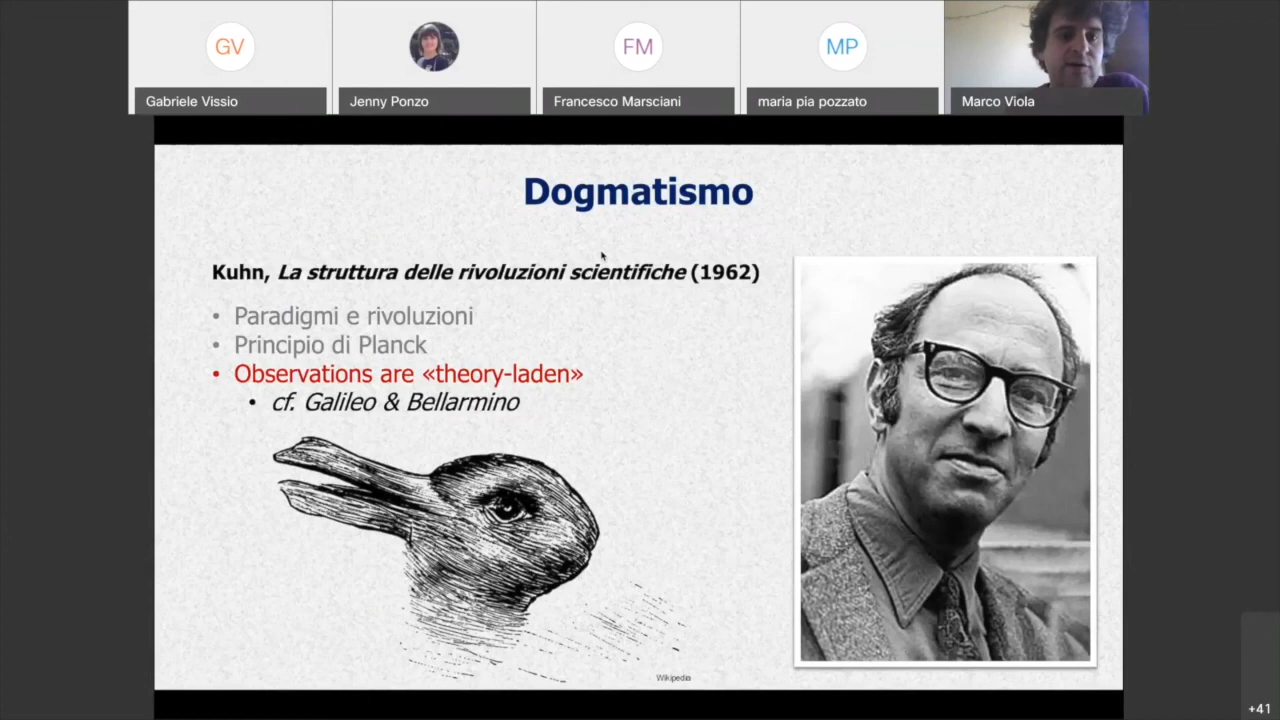 GV
FM
MP
Gabriele Vissio
Jenny Ponzo
Francesco Marsciani
maria pia pozzato
Marco Viola
Dogmatismo
Kuhn, La struttura delle rivoluzioni scientifiche (1962)
• Paradigmi e rivoluzioni
• Principio di Planck
• Observations are «theory-laden»
• cf. Galileo & Bellarmino
Wikipedia
+41